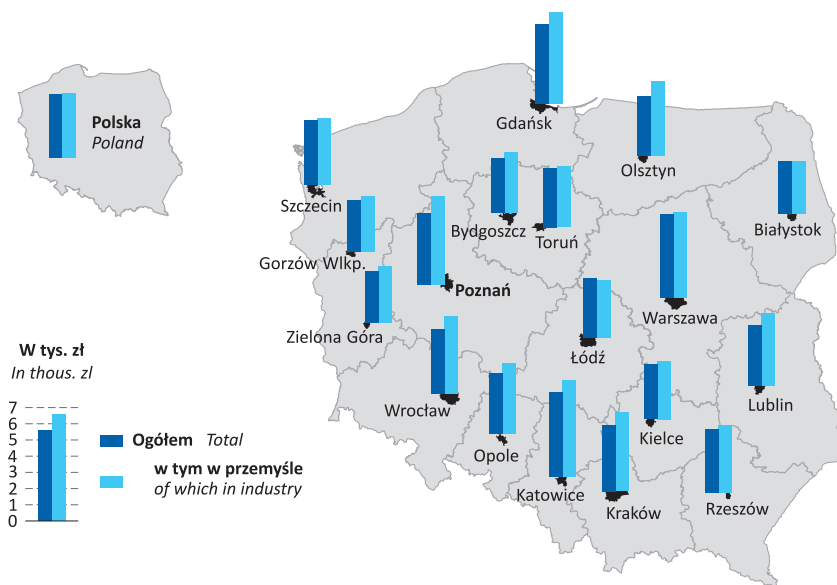 Polska
Poland
Gdańsk
Olsztyn
Szczecin
Bydgoszcz
Toruń
Białystok
Gorzów Wlkp.
Poznań
Warszawa
Zielona Góra
Łódź
Wrocław
Lublin
Kielce
Opole
Katowice
Kraków
Rzeszów
W tys. zł
In thous. zl
7
6
5
4
3
2
1
0
Ogółem Total
w tym w przemyśle
of which in industry